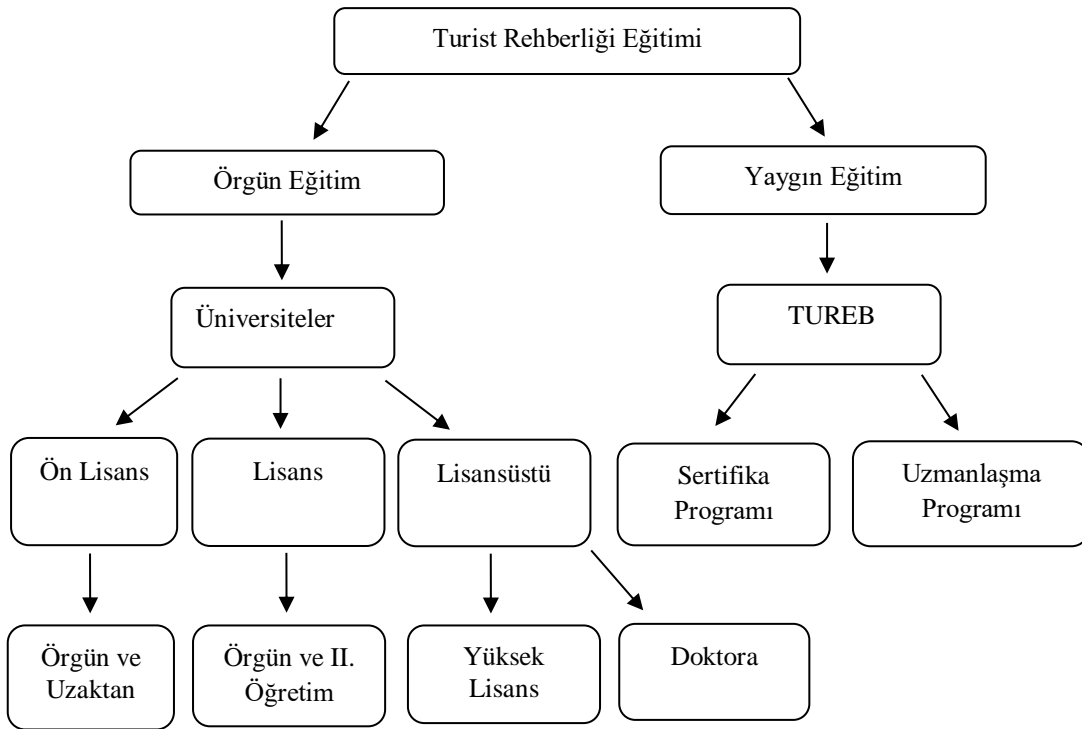 Turist Rehberliği Eğitimi
Örgün Eğitim
Yaygın Eğitim
Üniversiteler
TUREB
Ön Lisans
Lisans
Lisansüstü
Sertifika
Programı
Uzmanlaşma
Programı
Örgün ve
Uzaktan
Örgün ve II.
Öğretim
Yüksek
Lisans
Doktora